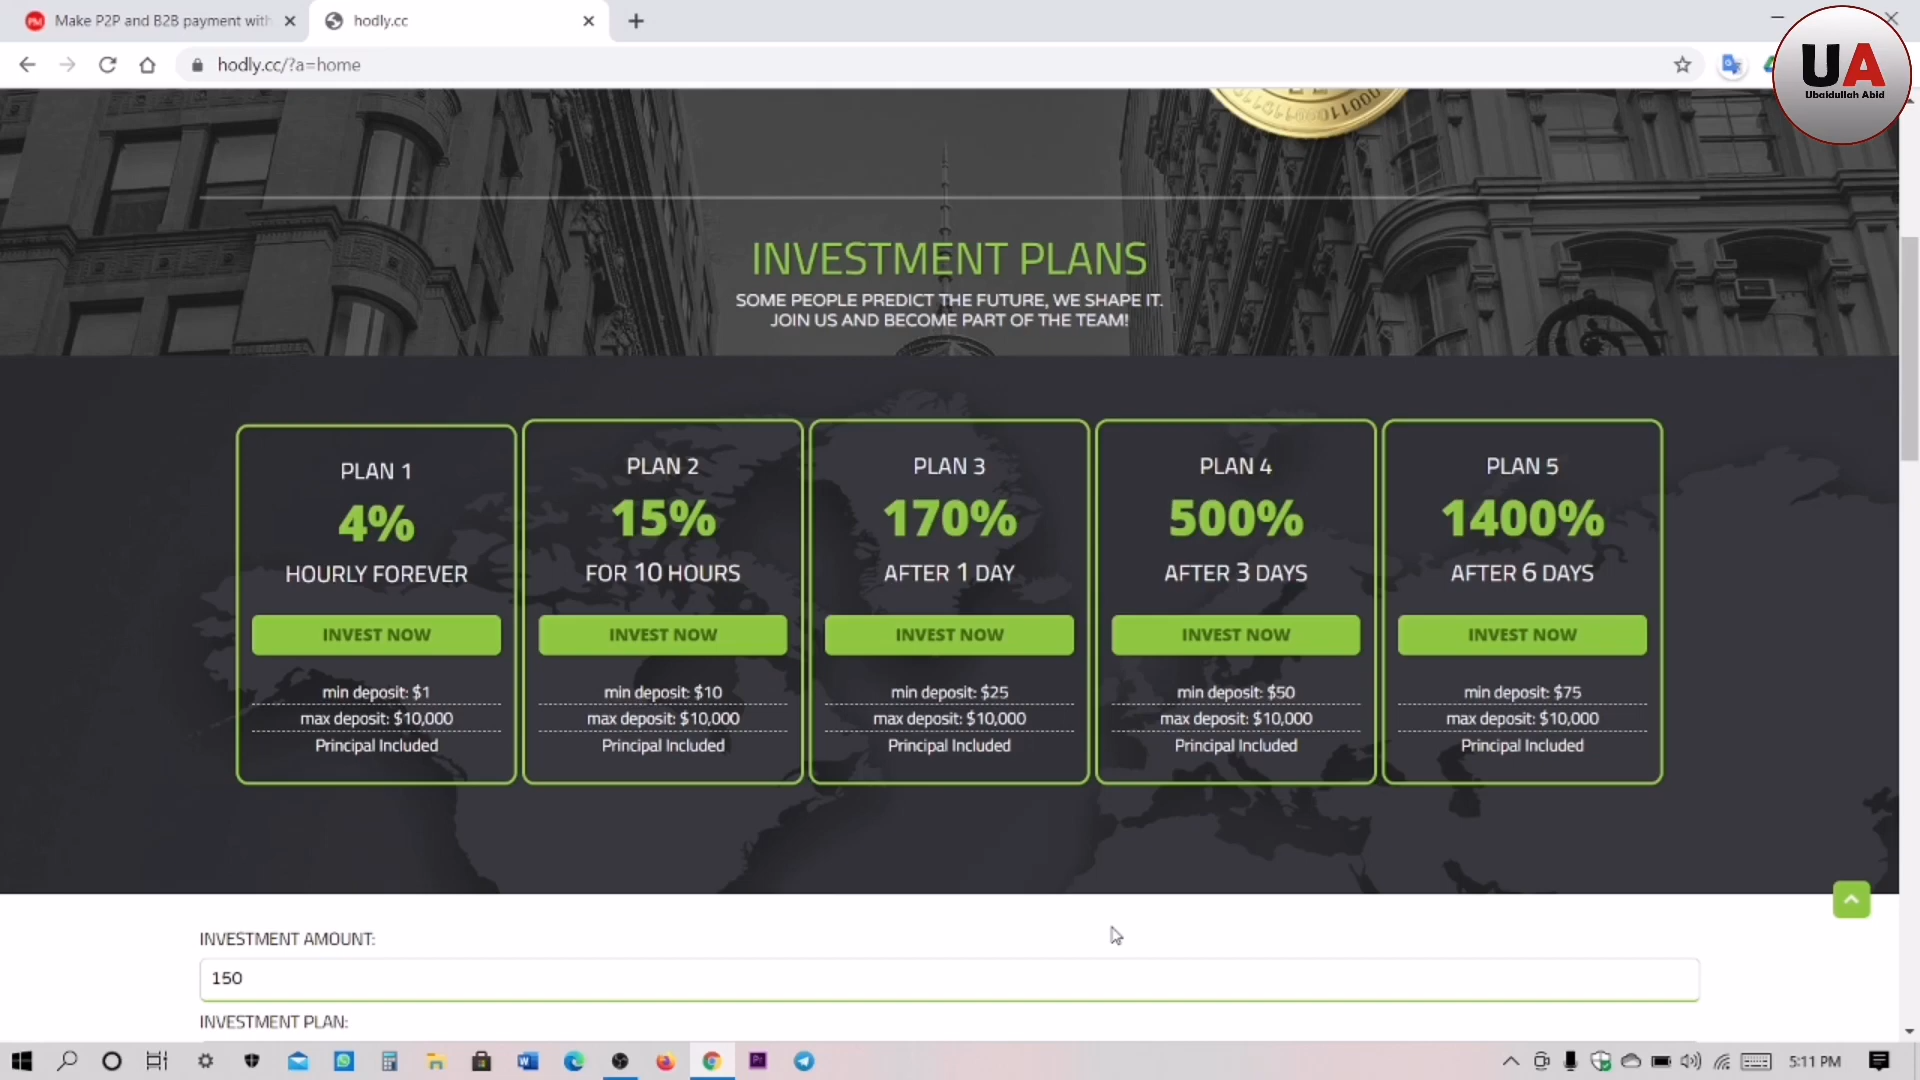 PM Make P2P and B2B payment with
hodly.cc
hodly.cc/?a=home
UA
Ubaidullah Abid
INVESTMENT PLANS
SOME PEOPLE PREDICT THE FUTURE, WE SHAPE IT.
JOIN US AND BECOME PART OF THE TEAM!
PLAN 1
4%
HOURLY FOREVER
INVEST NOW
min deposit: $1
max deposit: $10,000
Principal Included
PLAN 2
15%
FOR 10 HOURS
INVEST NOW
min deposit: $10
max deposit: $10,000
Principal Included
PLAN 3
170%
AFTER 1 DAY
INVEST NOW
min deposit: $25
max deposit: $10,000
Principal Included
PLAN 4
500%
AFTER 3 DAYS
INVEST NOW
min deposit: $50
max deposit: $10,000
Principal Included
PLAN 5
1400%
AFTER 6 DAYS
INVEST NOW
min deposit: $75
max deposit: $10,000
Principal Included
INVESTMENT AMOUNT:
150
INVESTMENT PLAN:
5:11 PM